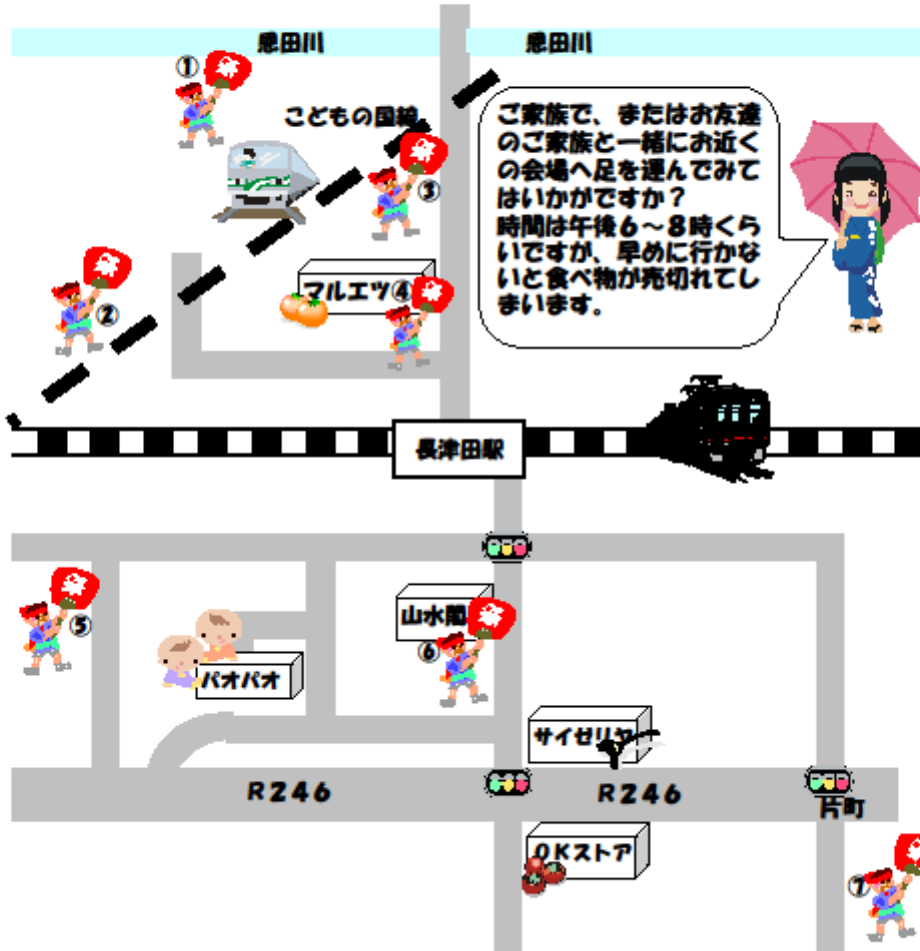 恩田川
恩田川
①
こどもの国線
ご家族で、またはお友達
のご家族と一緒にお近く
の会場へ足を運んでみて
はいかがですか？
時間は午後6～8時くら
いですが、早めに行かな
いと食べ物が売切れてし
まいます。
③
②
マルエツ④
長津田駅
⑤
山水閣
⑥
パオパオ
サイゼリヤ
R246
R246
片町
OKストア
⑦